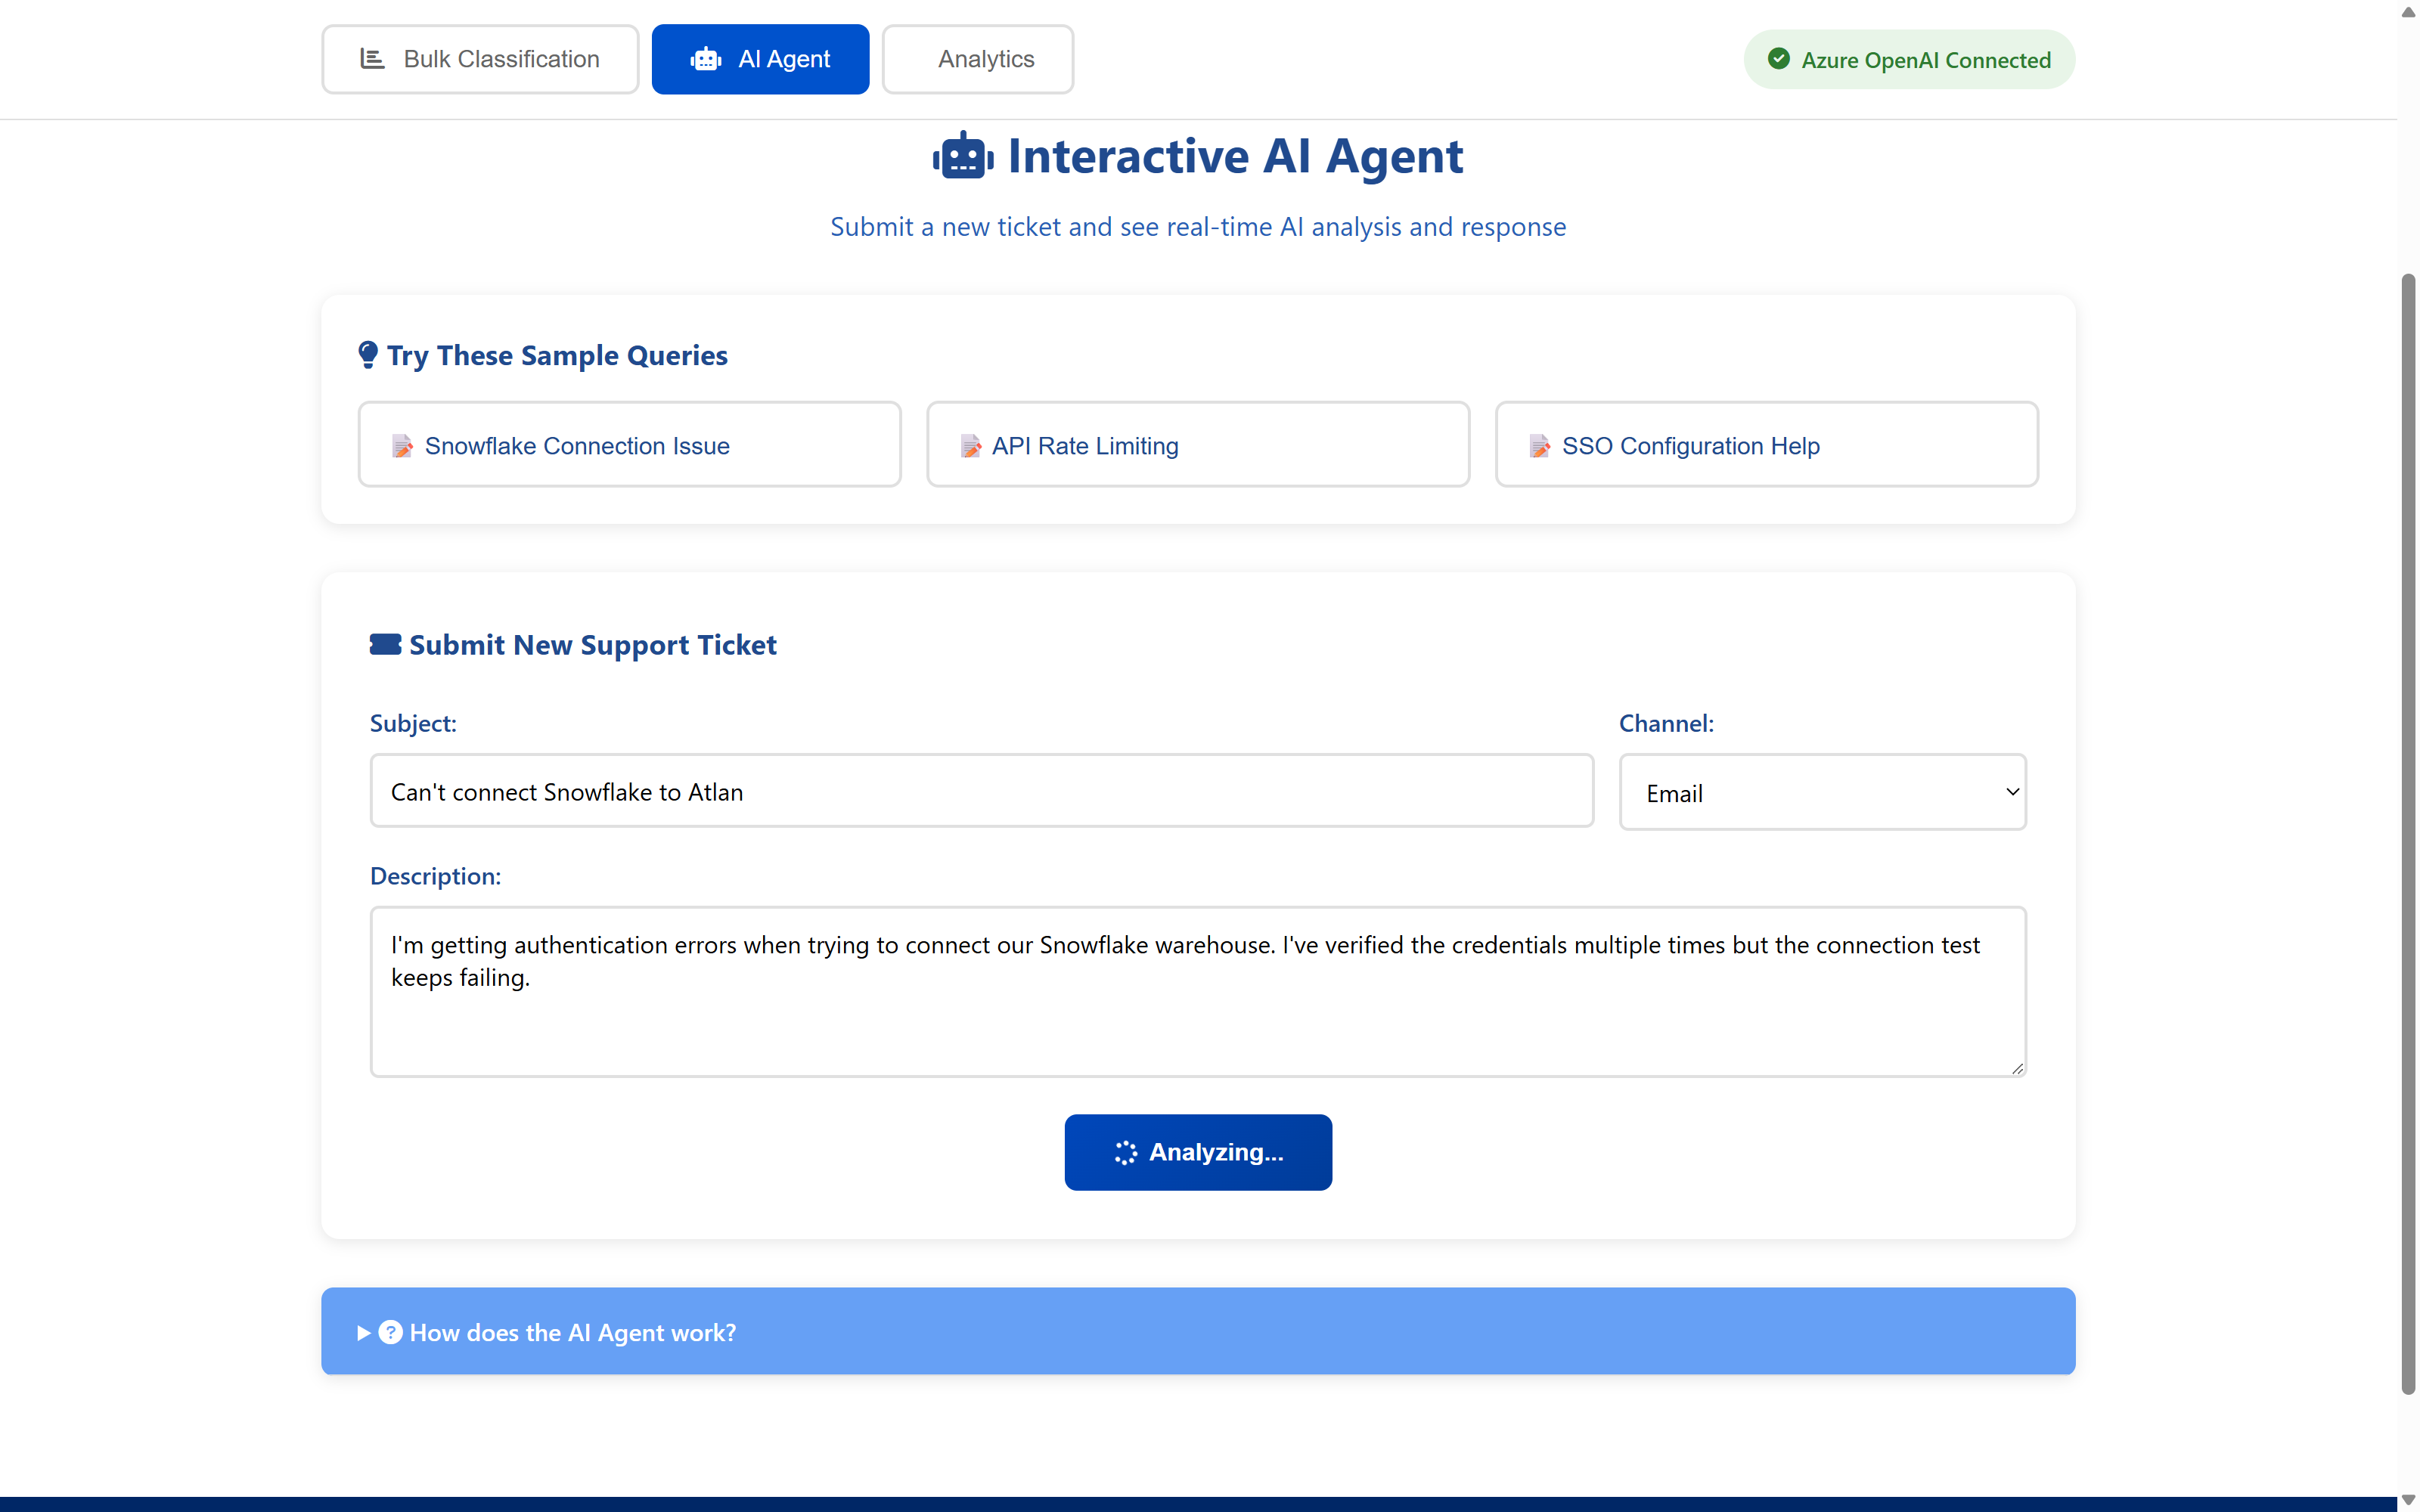 Bulk Classification
AI Agent
Analytics
Azure OpenAI Connected
Interactive AI Agent
Submit a new ticket and see real-time AI analysis and response
Try These Sample Queries
📝 Snowflake Connection Issue
📝 API Rate Limiting
📝 SSO Configuration Help
Submit New Support Ticket
Subject:
Channel:
Can't connect Snowflake to Atlan
Email
Description:
I'm getting authentication errors when trying to connect our Snowflake warehouse. I've verified the credentials multiple times but the connection test
keeps failing.
Analyzing...
How does the AI Agent work?